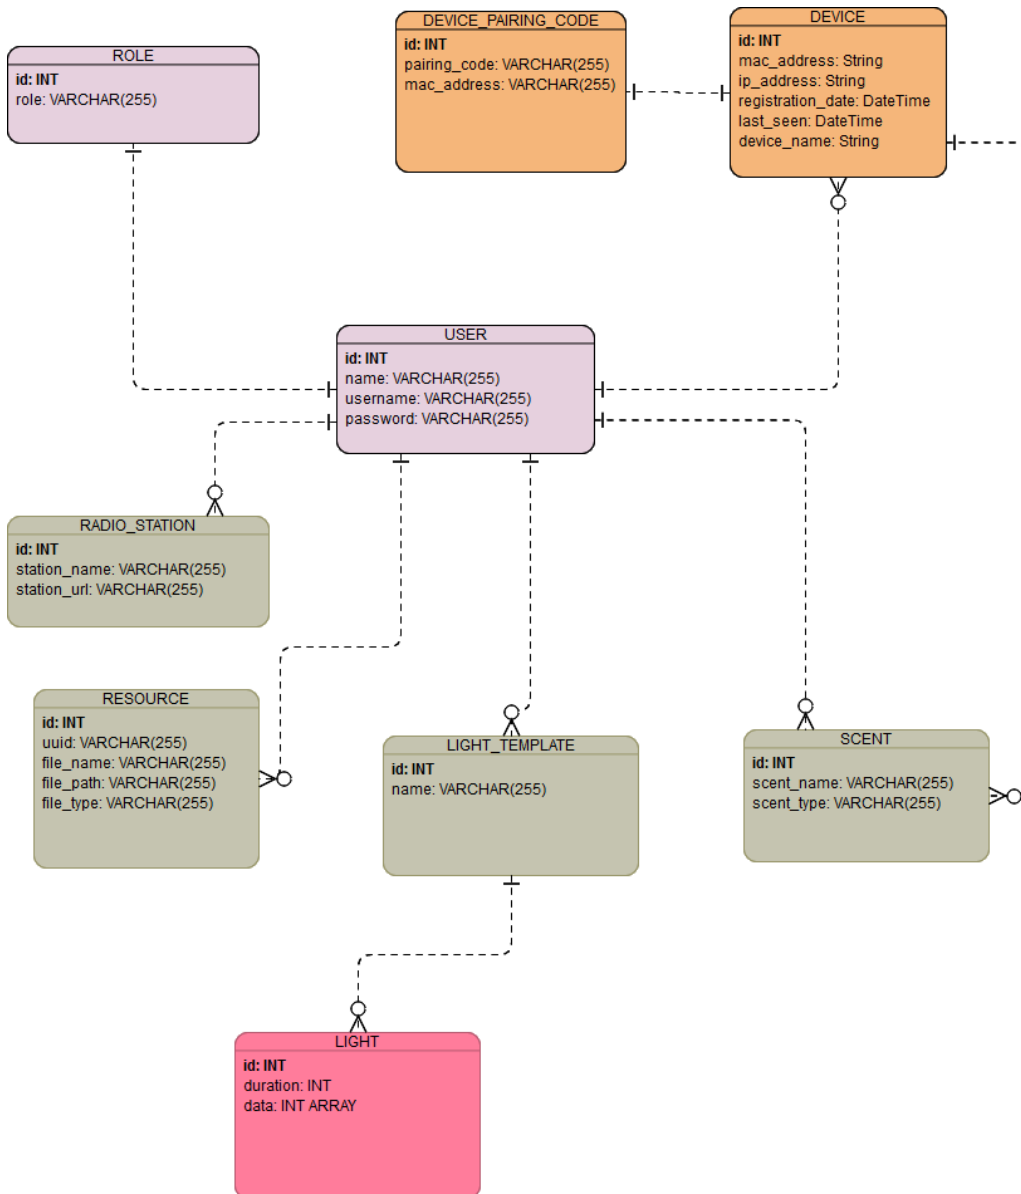 ROLE
id: INT
role: VARCHAR(255)
DEVICE_PAIRING_CODE
id: INT
pairing_code: VARCHAR(255)
mac_address: VARCHAR(255)
DEVICE
id: INT
mac_address: String
ip_address: String
registration_date: DateTime
last_seen: DateTime
device_name: String
USER
id: INT
name: VARCHAR(255)
username: VARCHAR(255)
password: VARCHAR(255)
RADIO_STATION
id: INT
station_name: VARCHAR(255)
station_url: VARCHAR(255)
RESOURCE
id: INT
uuid: VARCHAR(255)
file_name: VARCHAR(255)
file_path: VARCHAR(255)
file_type: VARCHAR(255)
LIGHT_TEMPLATE
id: INT
name: VARCHAR(255)
SCENT
id: INT
scent_name: VARCHAR(255)
scent_type: VARCHAR(255)
LIGHT
id: INT
duration: INT
data: INT ARRAY